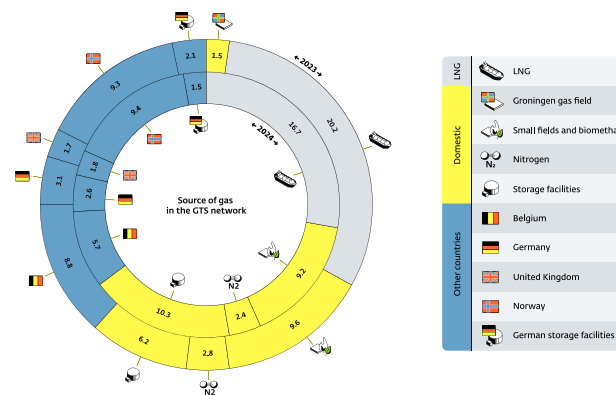 2.1
1.5
← 2023 →
9.3
1.5
9.4
← 2024 →
16.7
20.2
1.7
1.8
3.1
2.6
Source of gas
in the GTS network
5.7
8.8
9.2
N2
10.3
2.4
9.6
6.2
2.8
N2
LNG
LNG
Domestic
Groningen gas field
Small fields and biometha
N2
Nitrogen
Storage facilities
Other countries
Belgium
Germany
United Kingdom
Norway
German storage facilities